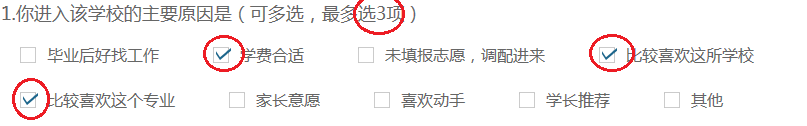 1.你进入该学校的主要原因是（可多选，最多选3项）
毕业后好找工作 学费合适 未填报志愿，调配进来 比较喜欢这所学校
比较喜欢这个专业 家长意愿 喜欢动手 学长推荐 其他